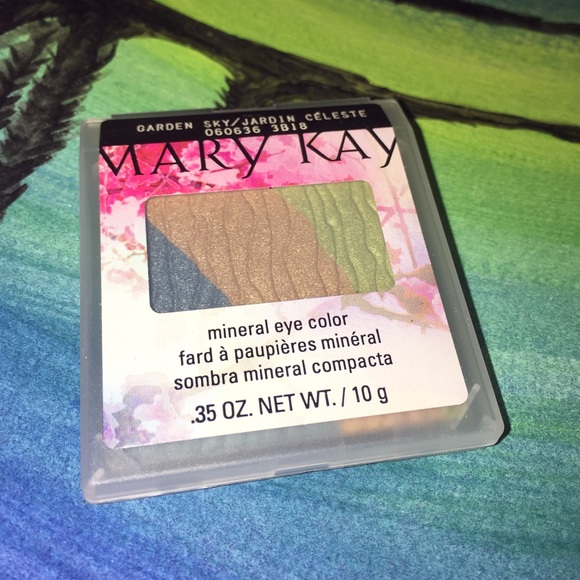 GARDEN SKY/JARDIN CÉLESTE
060636 3B18
MARY KAY
mineral eye color
fard à paupières minéral
sombra mineral compacta
.35 OZ. NET WT. / 10 g